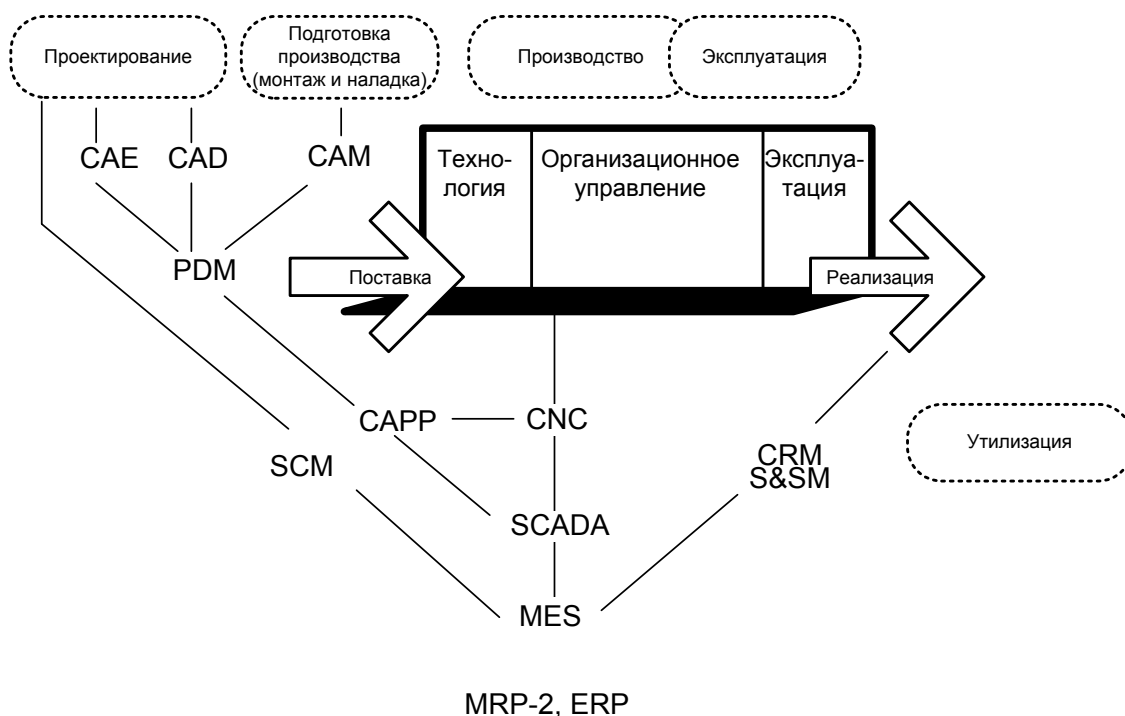 Проектирование
Подготовка
производства
(монтаж и наладка)
Производство
Эксплуатация
CAE
CAD
CAM
Техно-
логия
Организационное
управление
Эксплуа-
тация
PDM
Поставка
Реализация
CAPP
CNC
SCM
CRM
S&SM
Утилизация
SCADA
MES
MRP-2, ERP